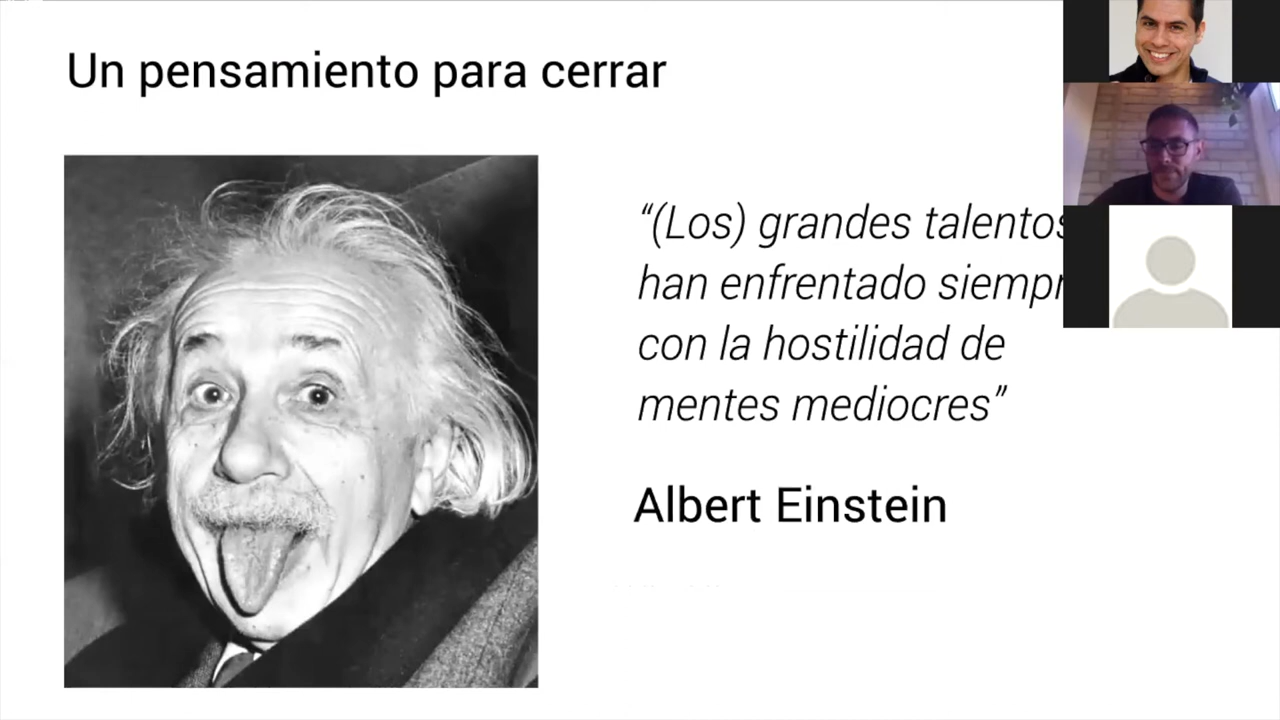 Un pensamiento para cerrar
“(Los) grandes talentos
han enfrentado siempr
con la hostilidad de
mentes mediocres”
Albert Einstein